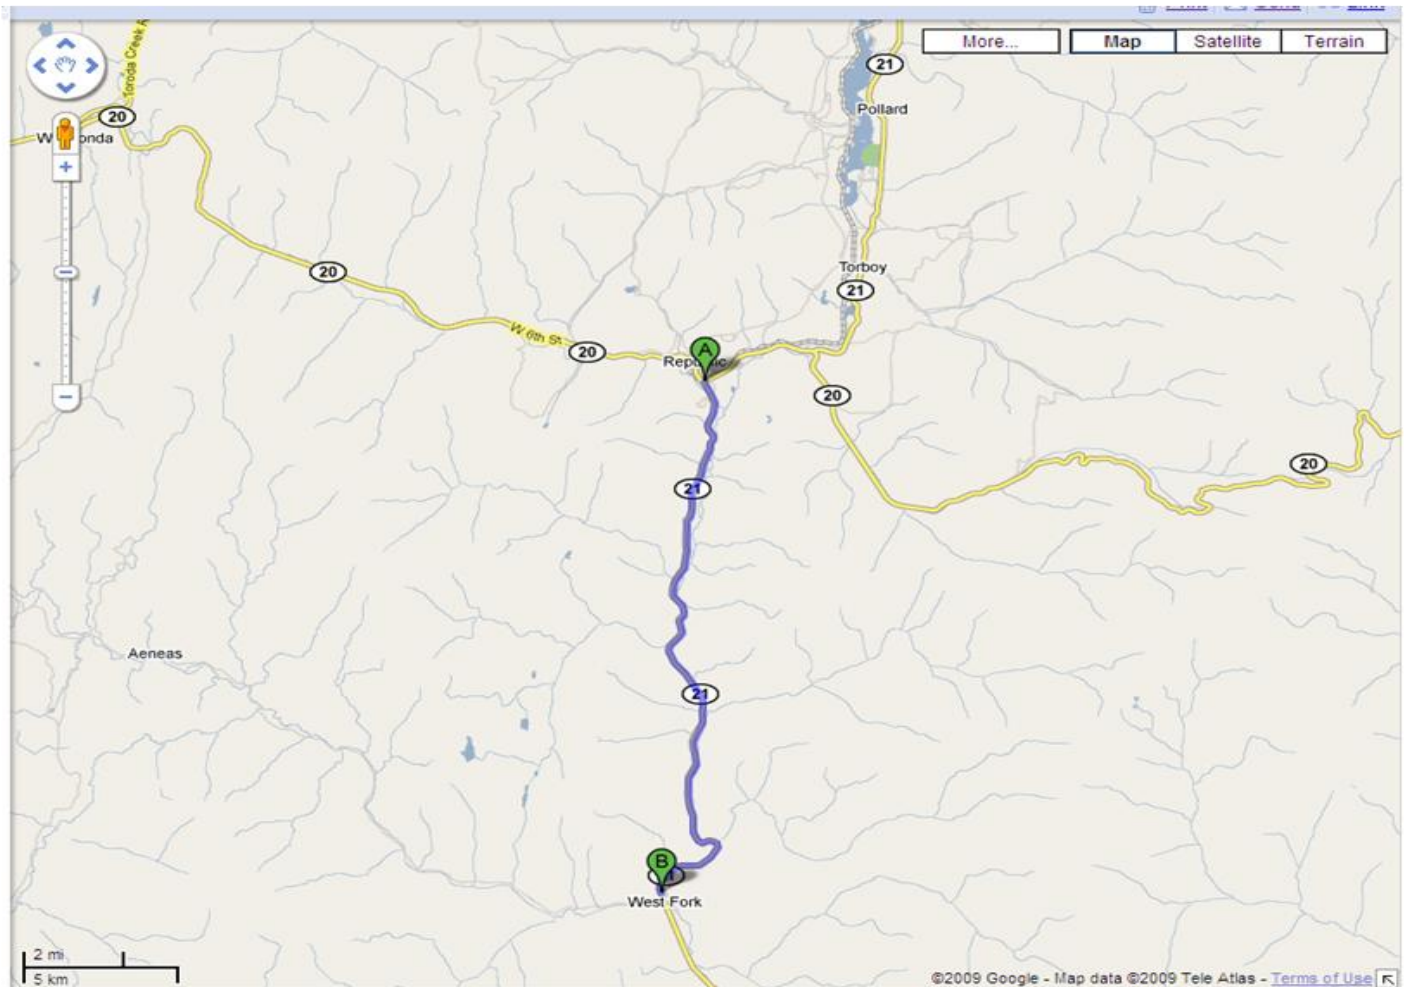 More...
Map
Satellite
Terrain
Toroda Creek
20
21
Pollard
20
Torboy
21
W 6th St
20
A
20
21
20
Aeneas
21
B
West Fork
2 mi
5 km
©2009 Google - Map data ©2009 Tele Atlas - Terms of Use